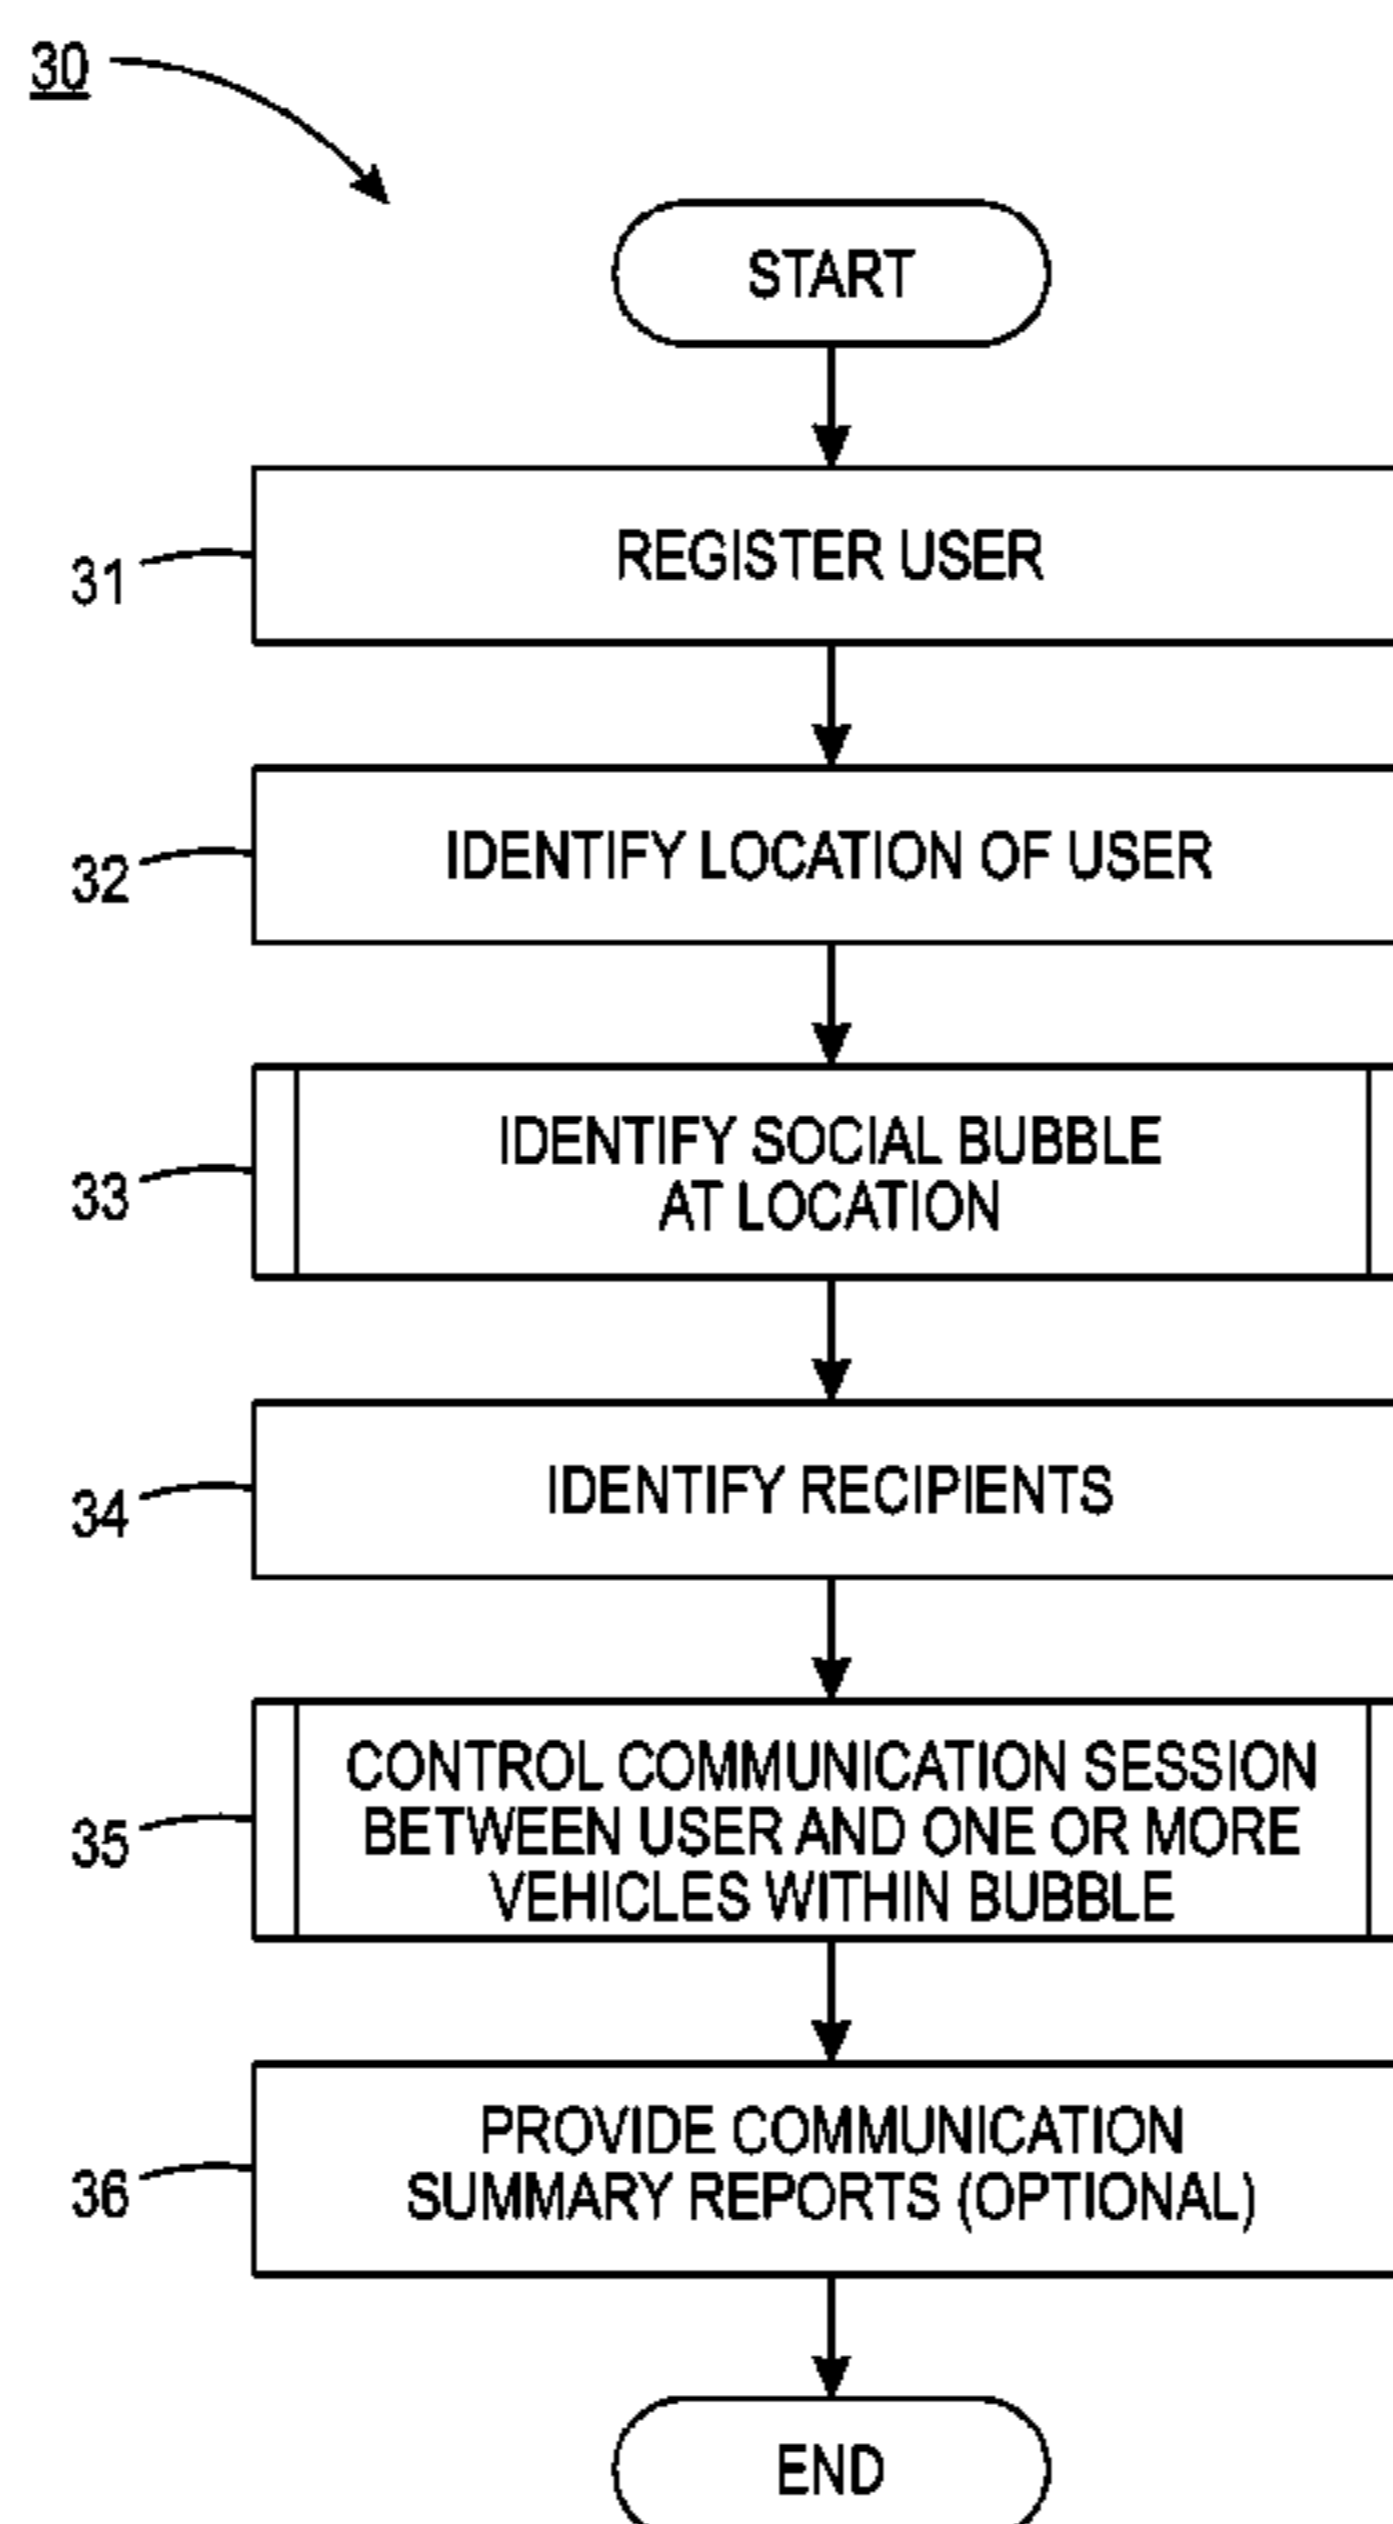 30
START
31
REGISTER USER
32
IDENTIFY LOCATION OF USER
33
IDENTIFY SOCIAL BUBBLE
AT LOCATION
34
IDENTIFY RECIPIENTS
35
CONTROL COMMUNICATION SESSION
BETWEEN USER AND ONE OR MORE
VEHICLES WITHIN BUBBLE
36
PROVIDE COMMUNICATION
SUMMARY REPORTS (OPTIONAL)
END